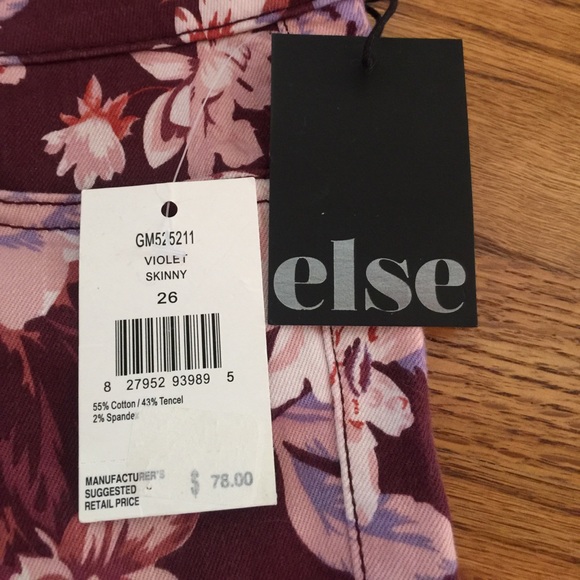 else
GM525211
VIOLET
SKINNY
26
8 27952 93989 5
55% Cotton / 43% Tencel
2% Spandex
MANUFACTURER'S
SUGGESTED $ 78.00
RETAIL PRICE